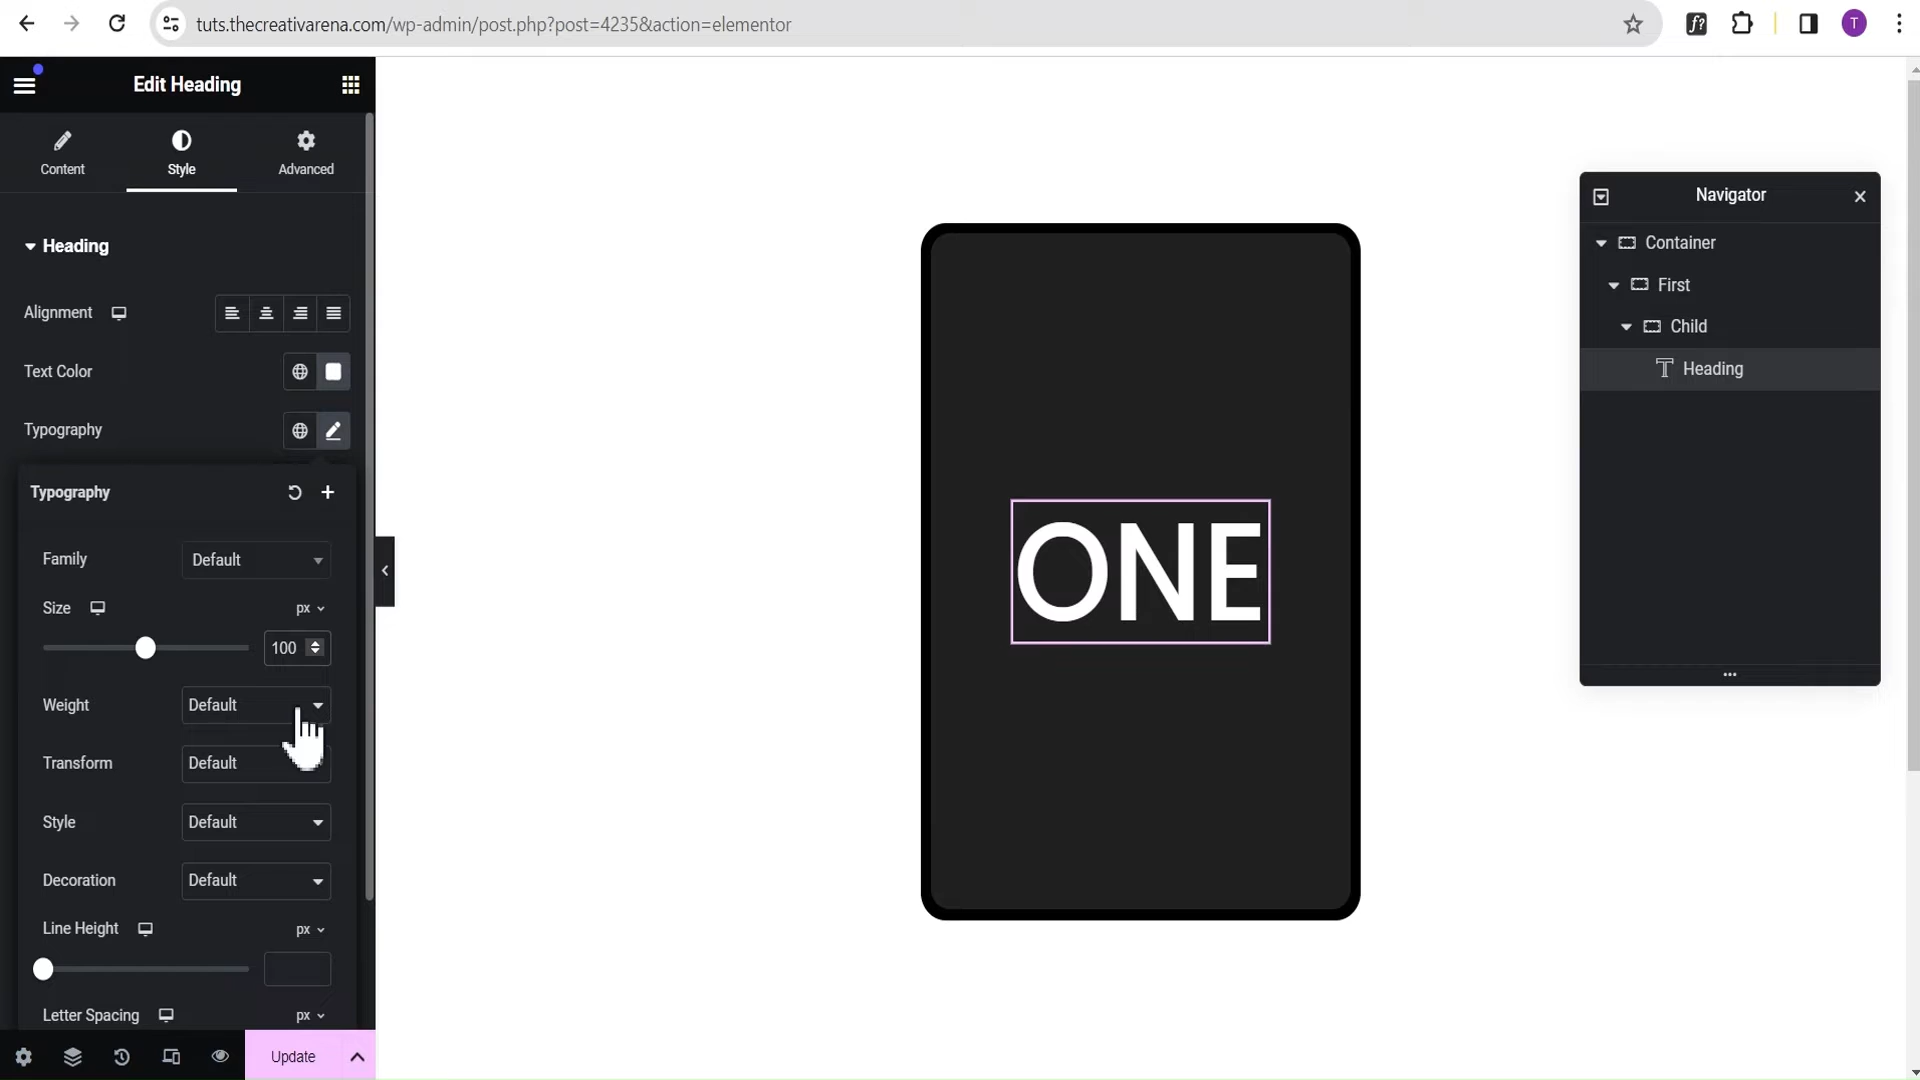 tuts.thecreativarena.com/wp-admin/post.php?post=4235&action=elementor
f?
T
Edit Heading
Content
Style
Advanced
Heading
Alignment
Text Color
Typography
Typography
Family
Default
Size
px
100
Weight
Default
Transform
Default
Style
Default
Decoration
Default
Line Height
px
Letter Spacing
px
Update
ONE
Navigator
Container
First
Child
Heading